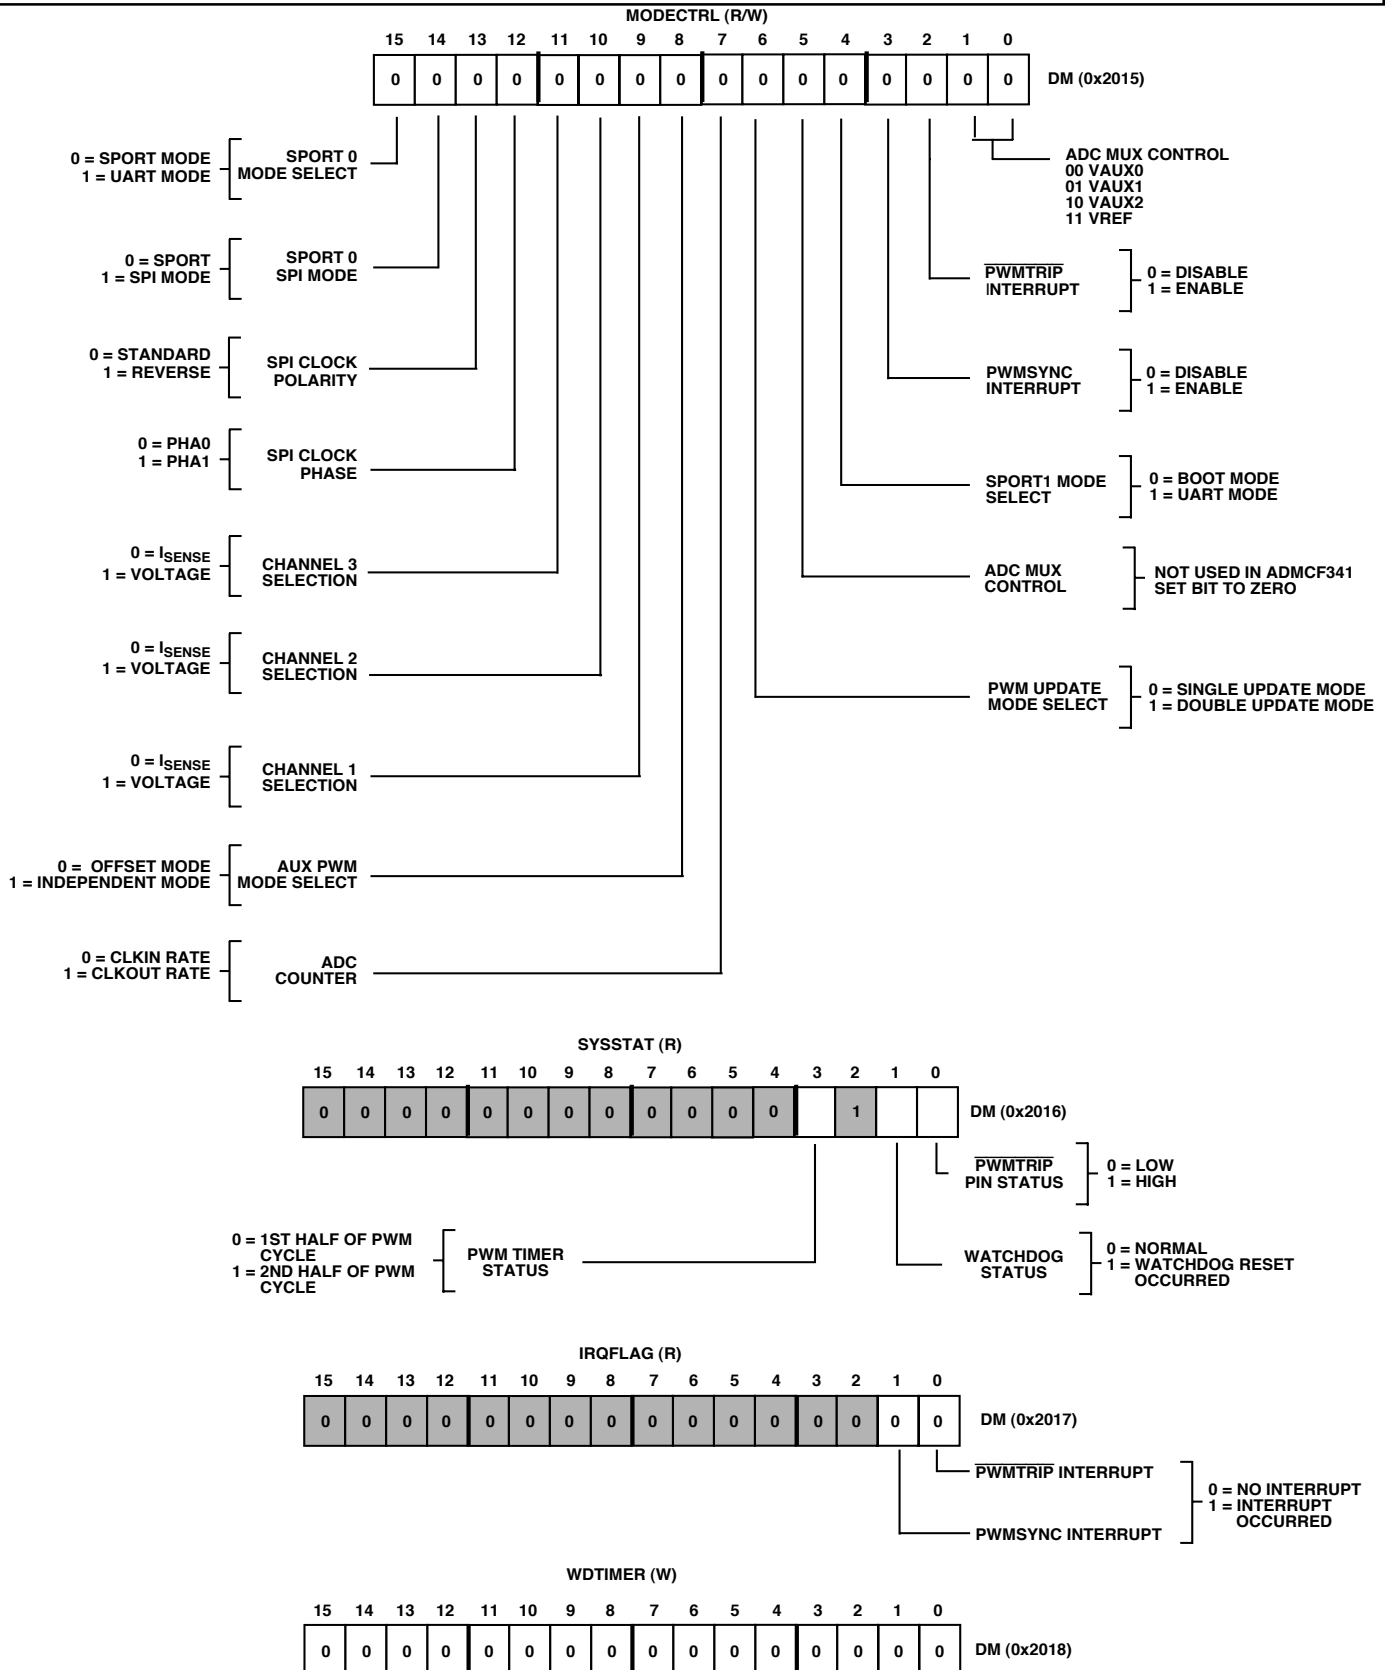 MODECTRL (R/W)
15 14 13 12 11 10 9 8 7 6 5 4 3 2 1 0
0 0 0 0 0 0 0 0 0 0 0 0 0 0 0 0 DM (0x2015)
0 = SPORT MODE
1 = UART MODE
SPORT 0
MODE SELECT
ADC MUX CONTROL
00 VAUX0
01 VAUX1
10 VAUX2
11 VREF
0 = SPORT
1 = SPI MODE
SPORT 0
SPI MODE
PWMTRIP
INTERRUPT
0 = DISABLE
1 = ENABLE
0 = STANDARD
1 = REVERSE
SPI CLOCK
POLARITY
PWMSYNC
INTERRUPT
0 = DISABLE
1 = ENABLE
0 = PHA0
1 = PHA1
SPI CLOCK
PHASE
SPORT1 MODE
SELECT
0 = BOOT MODE
1 = UART MODE
0 = ISENSE
1 = VOLTAGE
CHANNEL 3
SELECTION
ADC MUX
CONTROL
NOT USED IN ADMCF341
SET BIT TO ZERO
0 = ISENSE
1 = VOLTAGE
CHANNEL 2
SELECTION
PWM UPDATE
MODE SELECT
0 = SINGLE UPDATE MODE
1 = DOUBLE UPDATE MODE
0 = ISENSE
1 = VOLTAGE
CHANNEL 1
SELECTION
0 = OFFSET MODE
1 = INDEPENDENT MODE
AUX PWM
MODE SELECT
0 = CLKIN RATE
1 = CLKOUT RATE
ADC
COUNTER
SYSSTAT (R)
15 14 13 12 11 10 9 8 7 6 5 4 3 2 1 0
0 0 0 0 0 0 0 0 0 0 0 0 1 DM (0x2016)
PWMTRIP
PIN STATUS
0 = LOW
1 = HIGH
0 = 1ST HALF OF PWM
CYCLE
1 = 2ND HALF OF PWM
CYCLE
PWM TIMER
STATUS
WATCHDOG
STATUS
0 = NORMAL
1 = WATCHDOG RESET
OCCURRED
IRQFLAG (R)
15 14 13 12 11 10 9 8 7 6 5 4 3 2 1 0
0 0 0 0 0 0 0 0 0 0 0 0 0 0 0 0 DM (0x2017)
PWMTRIP INTERRUPT
PWMSYNC INTERRUPT
0 = NO INTERRUPT
1 = INTERRUPT
OCCURRED
WDTIMER (W)
15 14 13 12 11 10 9 8 7 6 5 4 3 2 1 0
0 0 0 0 0 0 0 0 0 0 0 0 0 0 0 0 DM (0x2018)